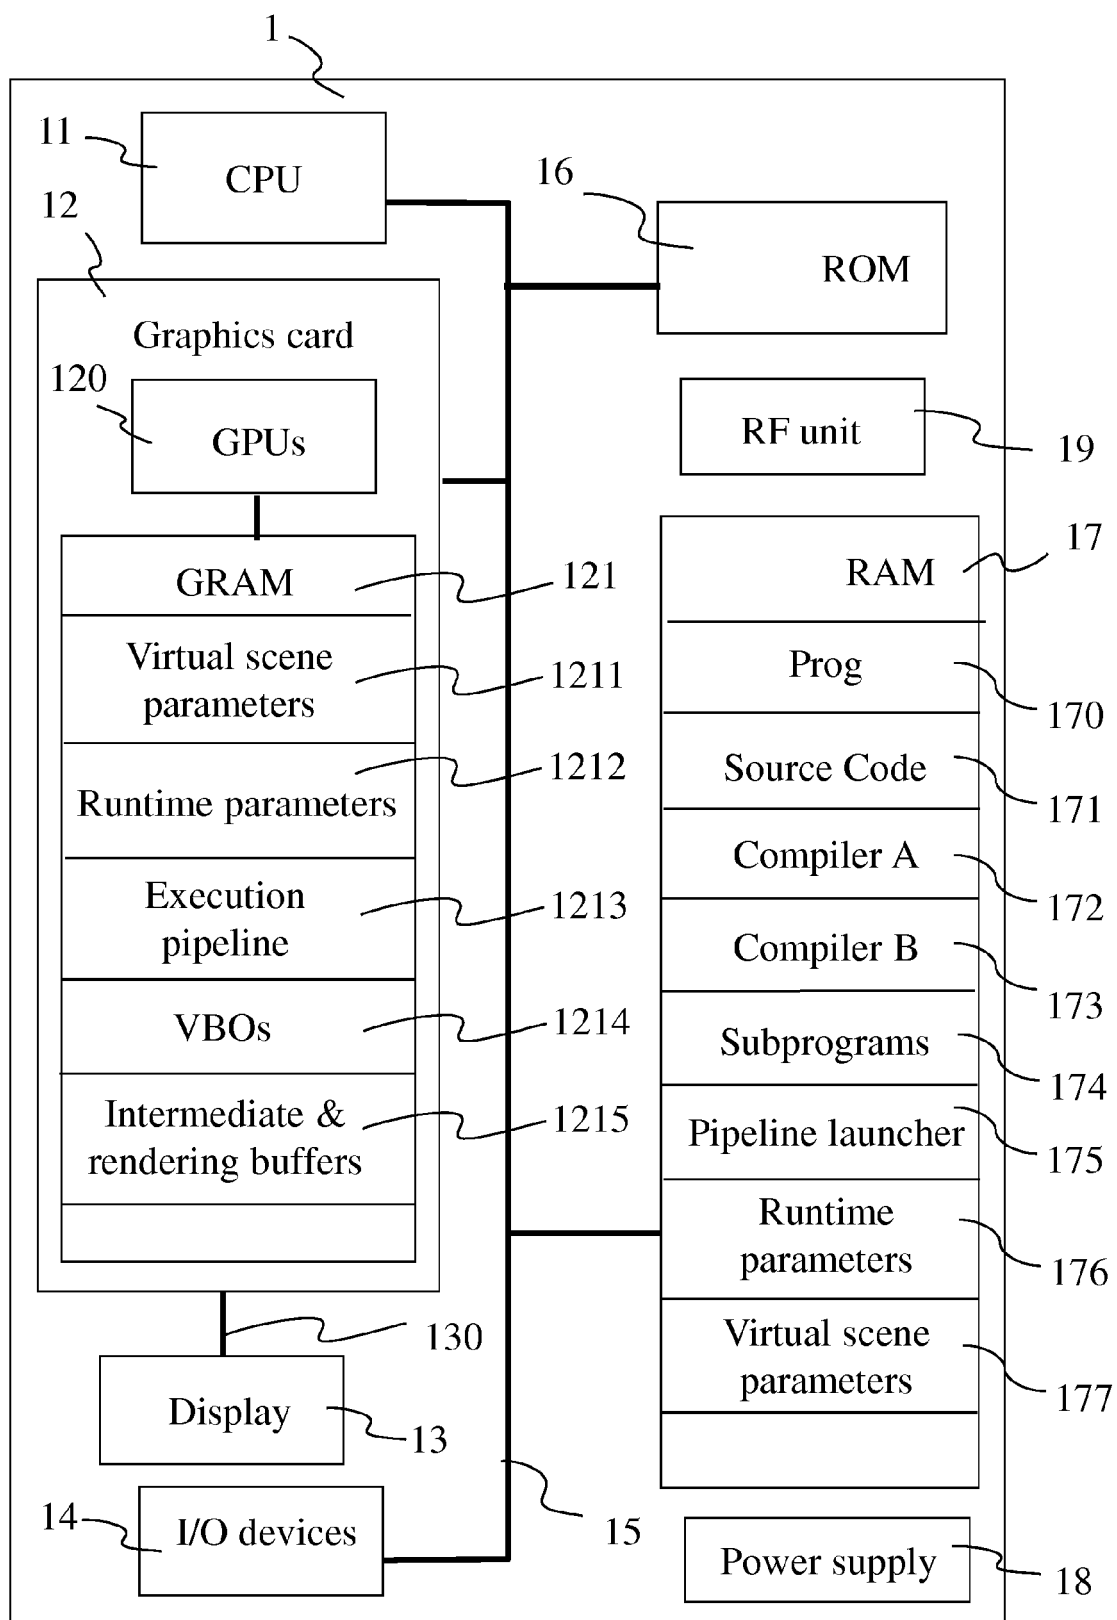 1
11
CPU
12
16
ROM
Graphics card
120
GPUs
RF unit
19
GRAM
121
RAM
17
Virtual scene
parameters
1211
Prog
170
Runtime parameters
1212
Source Code
171
Execution
pipeline
1213
Compiler A
172
VBOs
1214
Compiler B
173
Intermediate &
rendering buffers
1215
Subprograms
174
Pipeline launcher
175
Runtime
parameters
176
130
Virtual scene
parameters
177
Display
13
14
I/O devices
15
Power supply
18